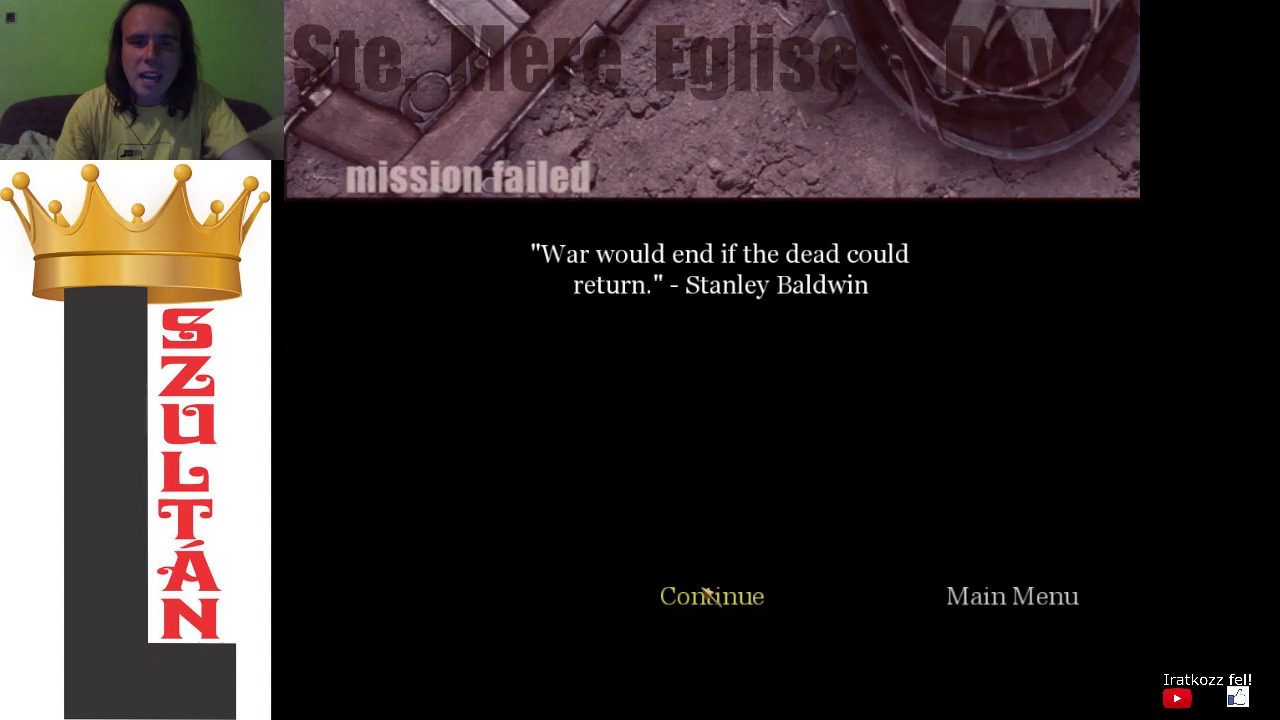 Ste. Mere Eglise - Day
mission failed
"War would end if the dead could
return." - Stanley Baldwin
Continue
Main Menu
L
SZULTÁN
Iratkozz fel!